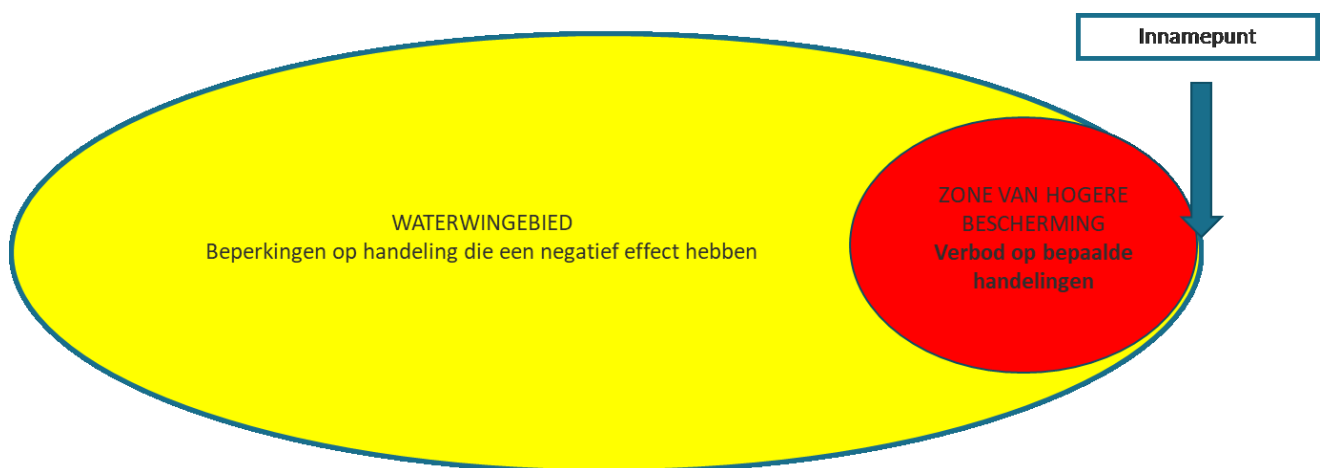 Innamepunt
WATERWINGEBIED
Beperkingen op handeling die een negatief effect hebben
ZONE VAN HOGERE
BESCHERMING
Verbod op bepaalde
handelingen